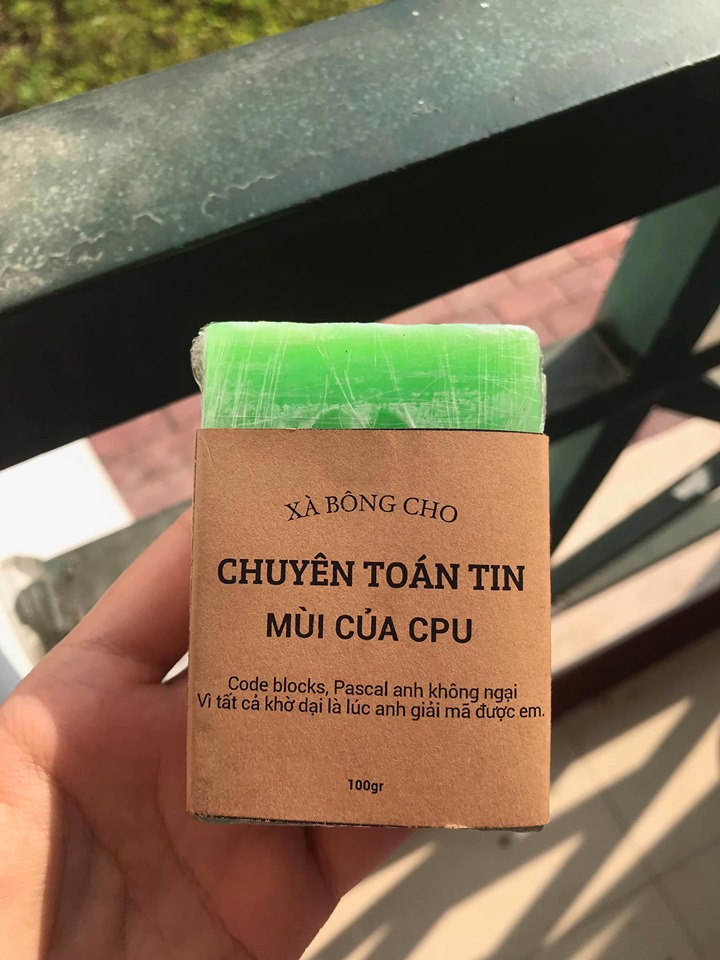 XÀ BÔNG CHO
CHUYÊN TOÁN TIN
MÙI CỦA CPU
Code blocks, Pascal anh không ngại
Vì tất cả khờ dại là lúc anh giải mã được em.
100gr